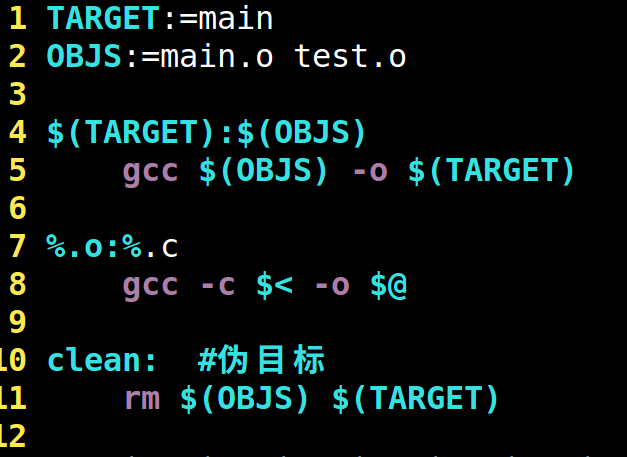 1 TARGET:=main
2 OBJS:=main.o test.o
3
4 $(TARGET):$(OBJS)
5     gcc $(OBJS) -o $(TARGET)
6
7 %.o:%.c
8     gcc -c $< -o $@
9
10 clean:  #伪目标
11     rm $(OBJS) $(TARGET)
12